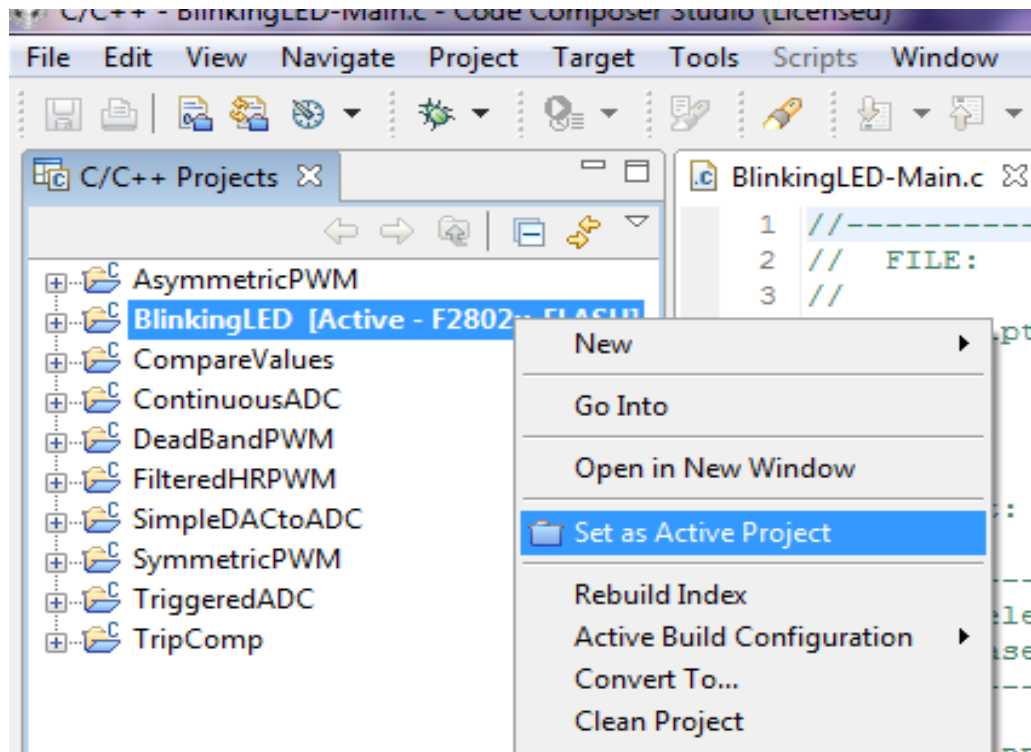 C/C++ - BlinkingLED-Main.c - Code Composer Studio (Licensed)
File Edit View Navigate Project Target Tools Scripts Window
C/C++ Projects
BlinkingLED-Main.c
1 //----------
2 // FILE:
3 //
AsymmetricPWM
BlinkingLED [Active - F2802x_FLASH]
CompareValues
ContinuousADC
DeadBandPWM
FilteredHRPWM
SimpleDACtoADC
SymmetricPWM
TriggeredADC
TripComp
New
Go Into
Open in New Window
Set as Active Project
Rebuild Index
Active Build Configuration
Convert To...
Clean Project